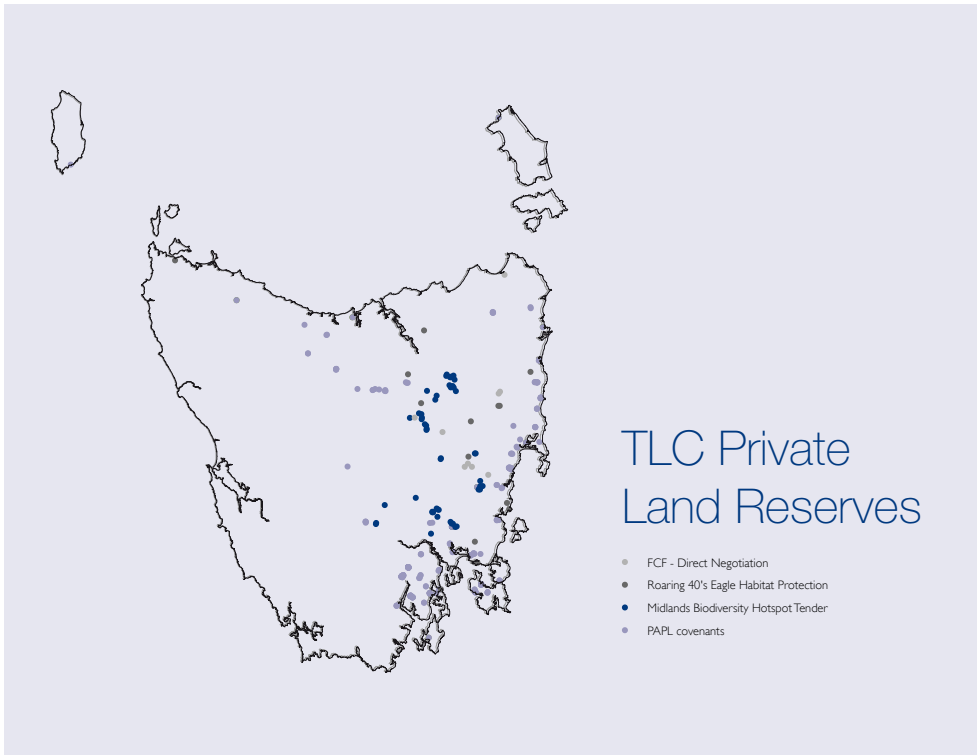 TLC Private
Land Reserves
FCF - Direct Negotiation
Roaring 40's Eagle Habitat Protection
Midlands Biodiversity Hotspot Tender
PAPL covenants